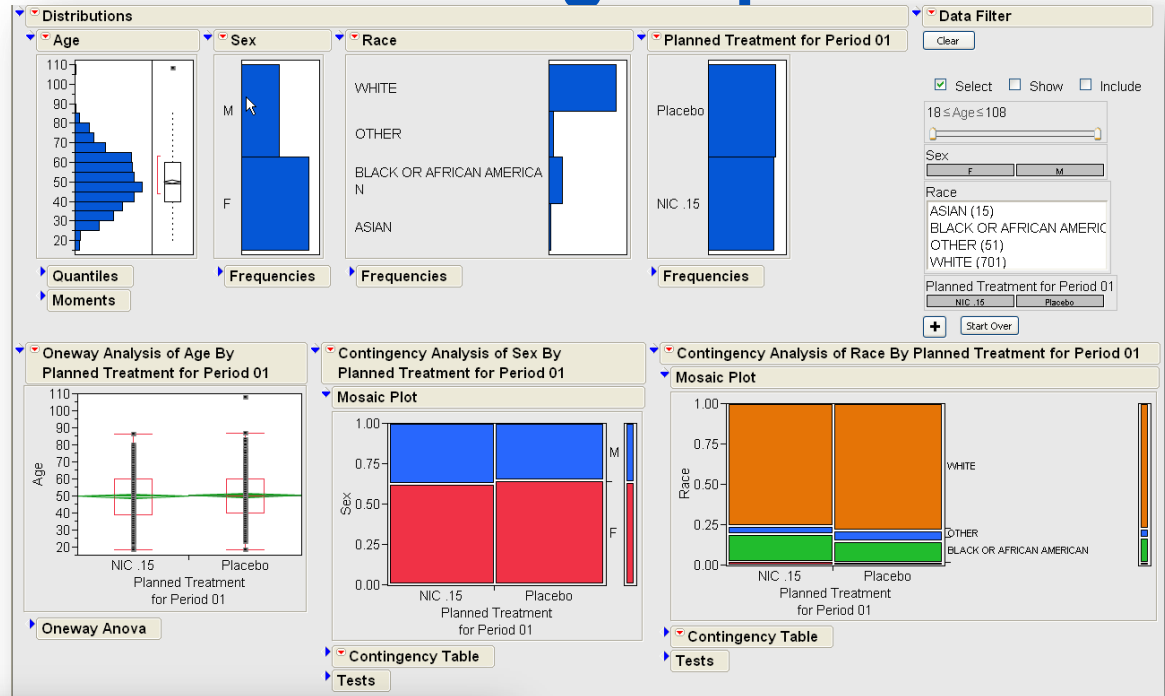 Distributions
Age
Sex
Race
Planned Treatment for Period 01
110
100
90
80
70
60
50
40
30
20
M
F
WHITE
OTHER
BLACK OR AFRICAN AMERICA
N
ASIAN
Placebo
NIC .15
Quantiles
Moments
Frequencies
Frequencies
Frequencies
Data Filter
Clear
Select Show Include
18≤Age≤108
Sex
F M
Race
ASIAN (15)
BLACK OR AFRICAN AMERIC
OTHER (51)
WHITE (701)
Planned Treatment for Period 01
NIC .15 Placebo
Start Over
Oneway Analysis of Age By
Planned Treatment for Period 01
Age
110
100
90
80
70
60
50
40
30
20
NIC .15 Placebo
Planned Treatment
for Period 01
Oneway Anova
Contingency Analysis of Sex By
Planned Treatment for Period 01
Mosaic Plot
Sex
1.00
0.75
0.50
0.25
0.00
M
F
NIC .15 Placebo
Planned Treatment
for Period 01
Contingency Table
Tests
Contingency Analysis of Race By Planned Treatment for Period 01
Mosaic Plot
Race
1.00
0.75
0.50
0.25
0.00
WHITE
OTHER
BLACK OR AFRICAN AMERICAN
NIC .15 Placebo
Planned Treatment
for Period 01
Contingency Table
Tests